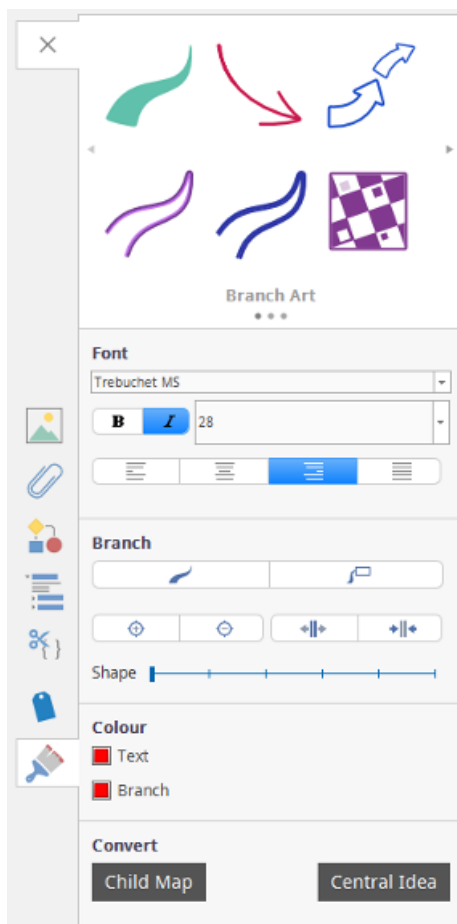 Branch Art
Font
Trebuchet MS
B I 28
Branch
Shape
Colour
Text
Branch
Convert
Child Map Central Idea